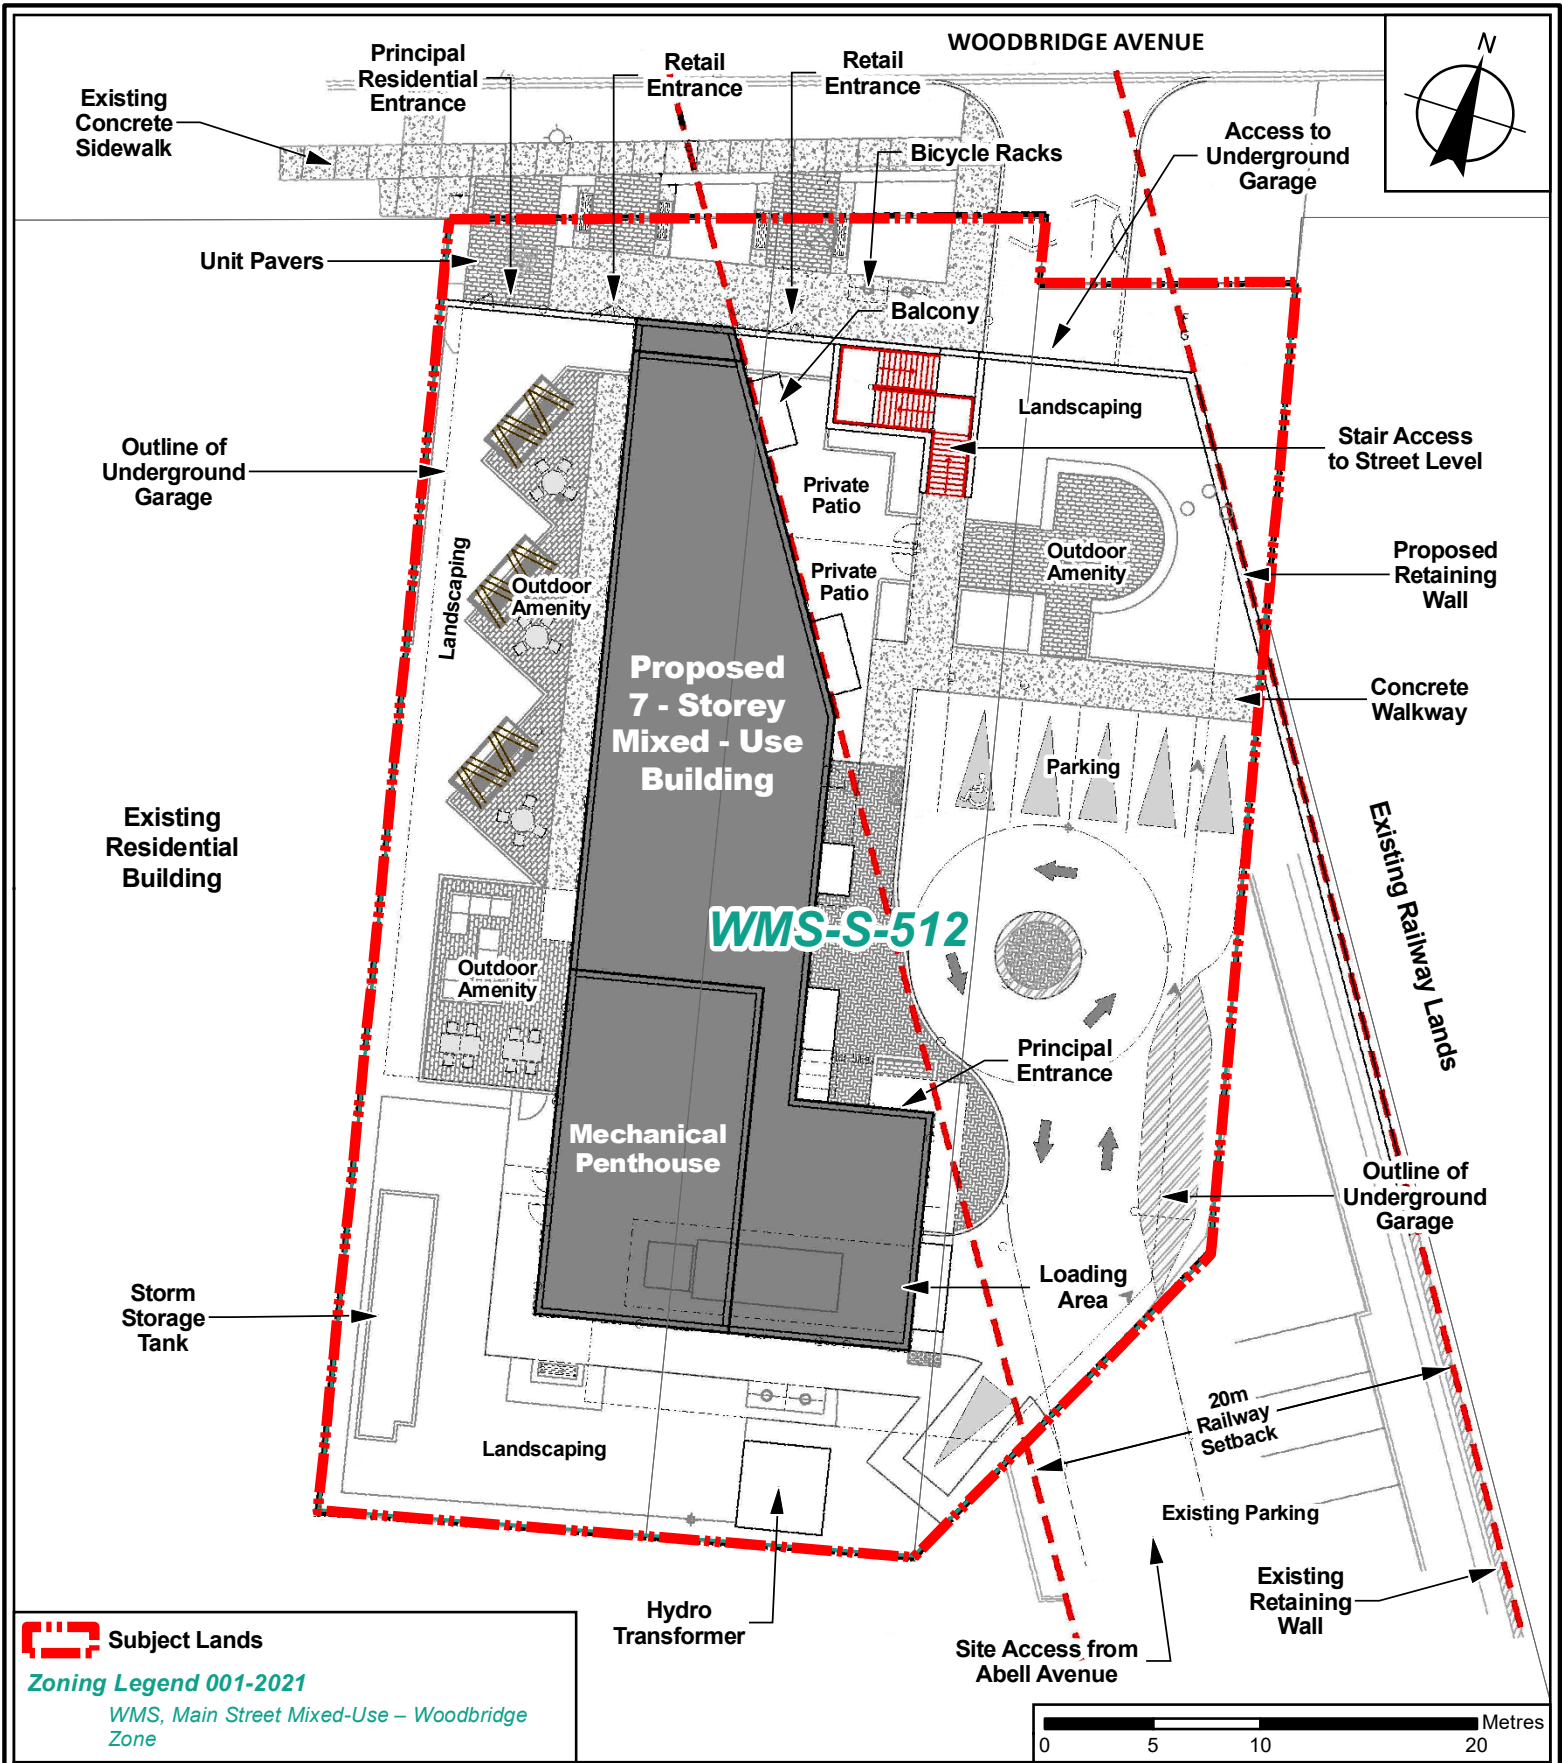 WOODBRIDGE AVENUE
N
Principal
Residential
Entrance
Retail
Entrance
Retail
Entrance
Existing
Concrete
Sidewalk
Bicycle Racks
Access to
Underground
Garage
Unit Pavers
Balcony
Landscaping
Outline of
Underground
Garage
Stair Access
to Street Level
Private
Patio
Landscaping
Outdoor
Amenity
Private
Patio
Outdoor
Amenity
Proposed
Retaining
Wall
Proposed
7 - Storey
Mixed - Use
Building
Concrete
Walkway
Parking
Existing
Residential
Building
Existing Railway Lands
WMS-S-512
Outdoor
Amenity
Principal
Entrance
Mechanical
Penthouse
Outline of
Underground
Garage
Storm
Storage
Tank
Loading
Area
20m
Railway
Setback
Landscaping
Existing Parking
Hydro
Transformer
Existing
Retaining
Wall
Site Access from
Abell Avenue
Subject Lands
Zoning Legend 001-2021
WMS, Main Street Mixed-Use – Woodbridge
Zone
Metres
0 5 10 20